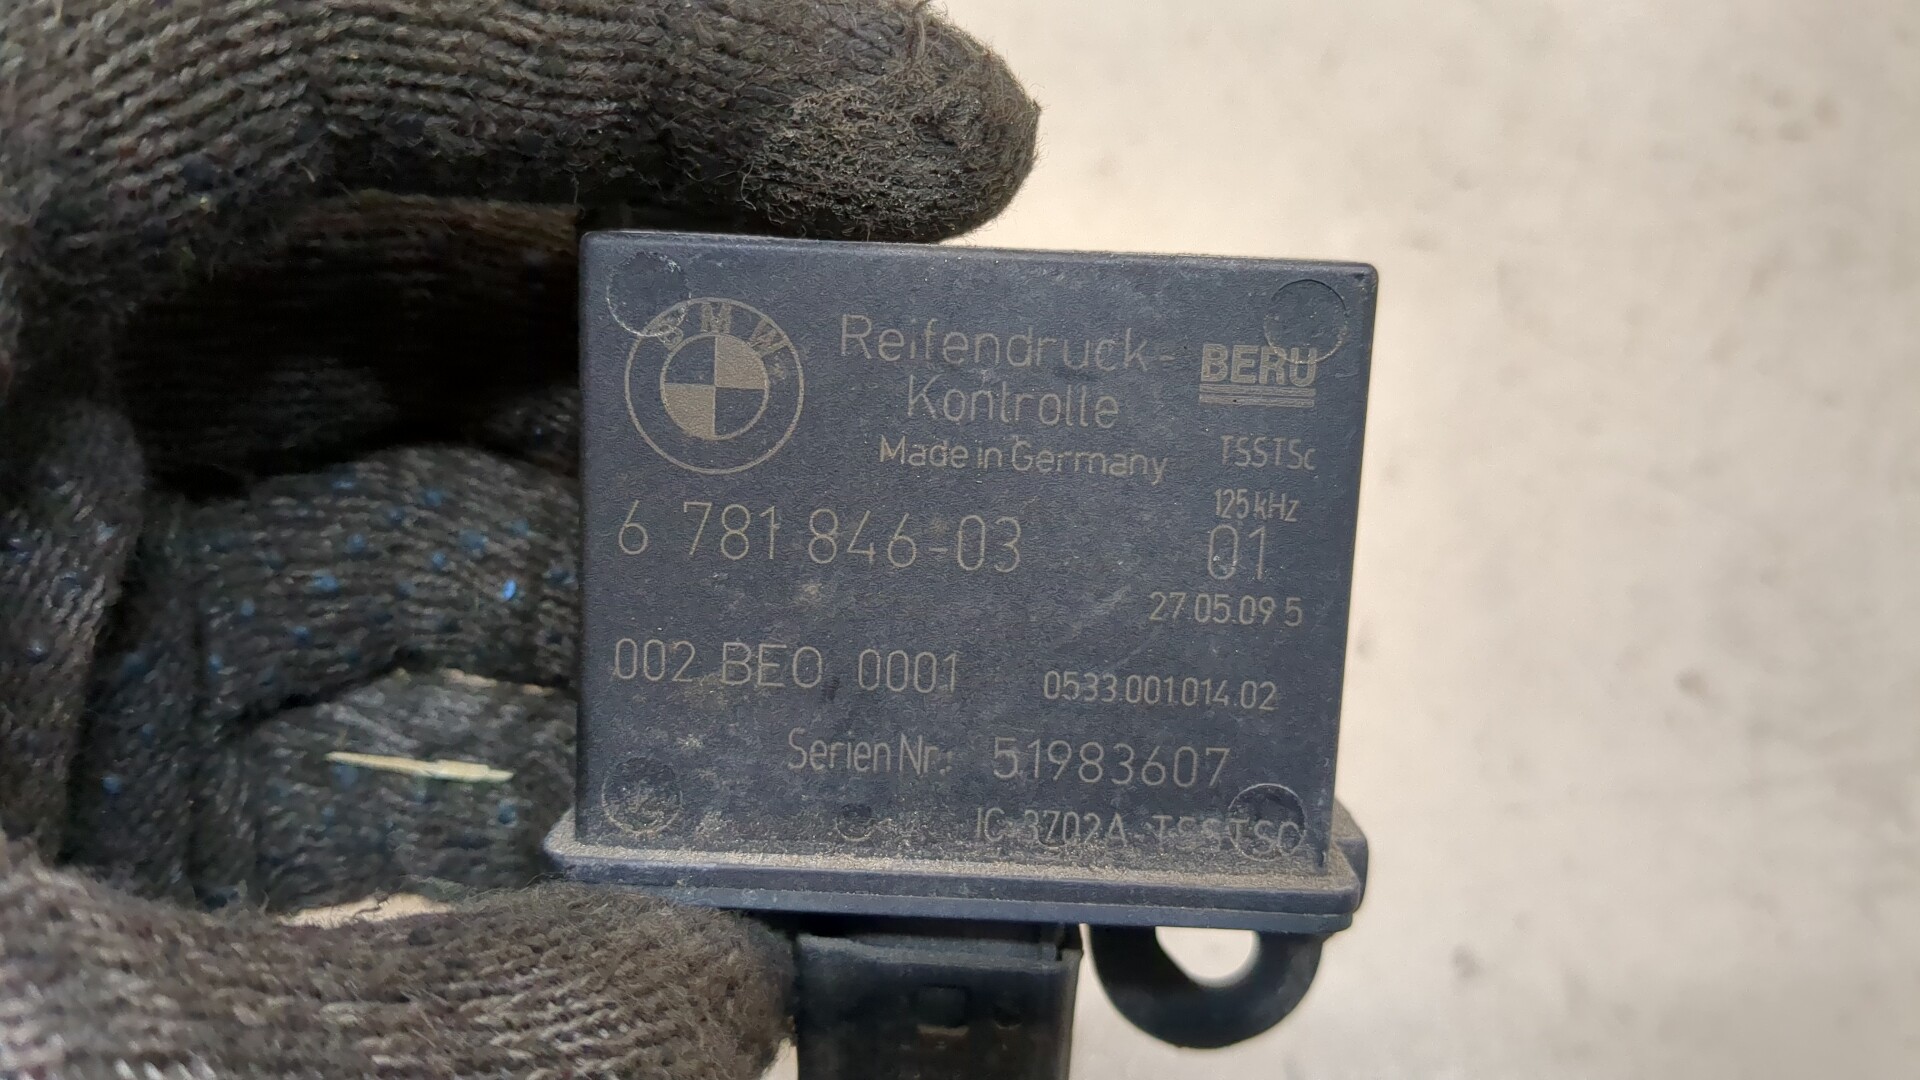 BMW
Reifendruck-
Kontrolle
BERU
Made in Germany
TSSTSc
125 kHz
6 781 846-03
01
27.05.09 5
002 BE0 0001
0533.001.014.02
Serien Nr.: 51983607
IC 3702A-TSSTSC